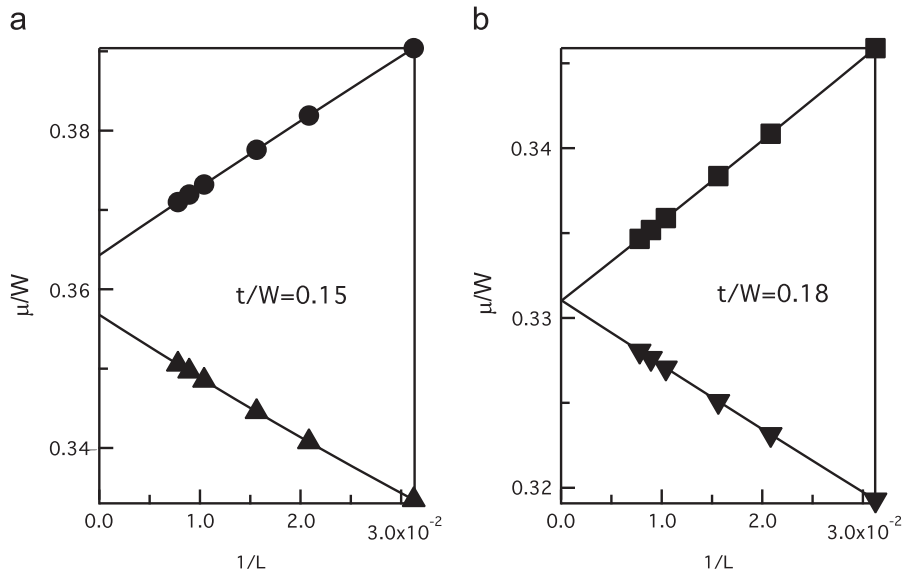 a
b
0.38
0.36
0.34
μ/W
t/W=0.15
0.0
1.0
2.0
3.0x10⁻²
1/L
0.34
0.33
0.32
μ/W
t/W=0.18
0.0
1.0
2.0
3.0x10⁻²
1/L